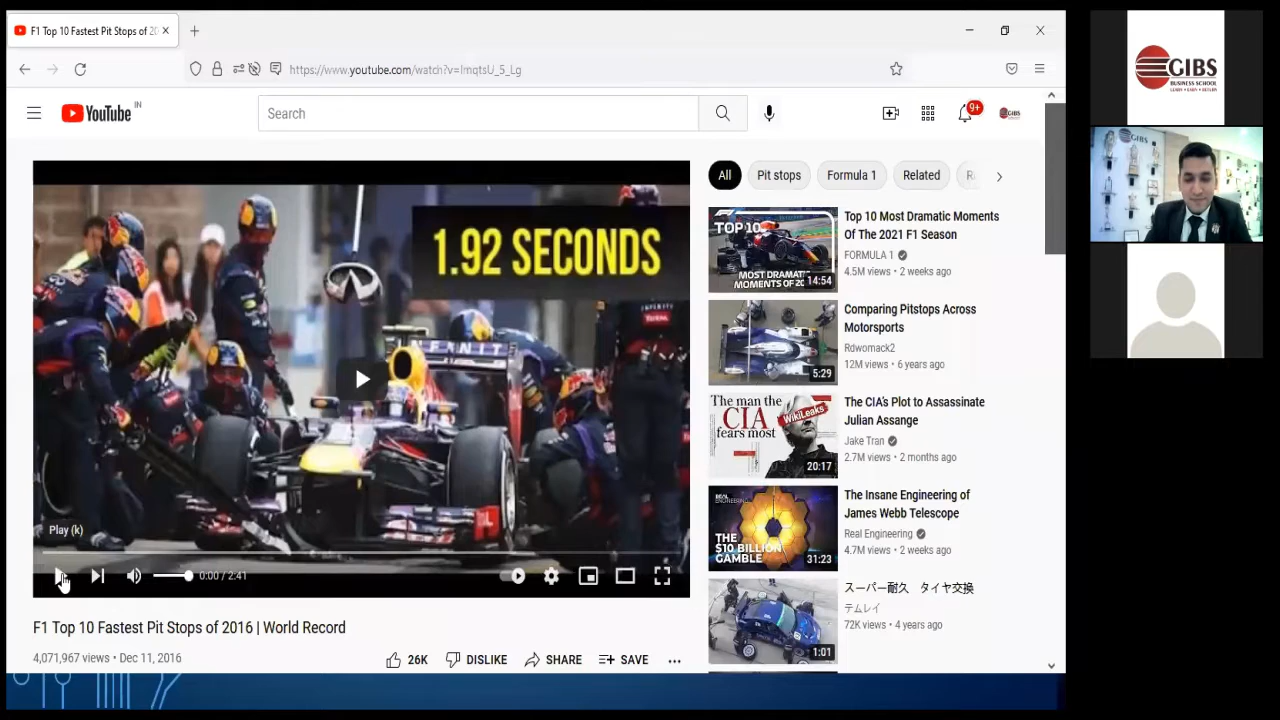 F1 Top 10 Fastest Pit Stops of 20
https://www.youtube.com/watch?v=ImqtsU_5_Lg
YouTube IN
Search
9+
GIBS
1.92 SECONDS
INFINITI
TOTAL
Play (k)
0:00 / 2:41
F1 Top 10 Fastest Pit Stops of 2016 | World Record
4,071,967 views • Dec 11, 2016
26K
DISLIKE
SHARE
SAVE
All
Pit stops
Formula 1
Related
TOP 10
MOST DRAMATIC
MOMENTS OF 20
14:54
Top 10 Most Dramatic Moments
Of The 2021 F1 Season
FORMULA 1
4.5M views • 2 weeks ago
5:29
Comparing Pitstops Across
Motorsports
Rdwomack2
12M views • 6 years ago
The man the
CIA
fears most
WikiLeaks
20:17
The CIA's Plot to Assassinate
Julian Assange
Jake Tran
2.7M views • 2 months ago
REAL
ENGINEERING
THE
$10 BILLION
GAMBLE
31:23
The Insane Engineering of
James Webb Telescope
Real Engineering
4.7M views • 2 weeks ago
1:01
スーパー耐久 タイヤ交換
テムレイ
72K views • 4 years ago
GIBS
BUSINESS SCHOOL
LEARN • EARN • RETURN
GIBS